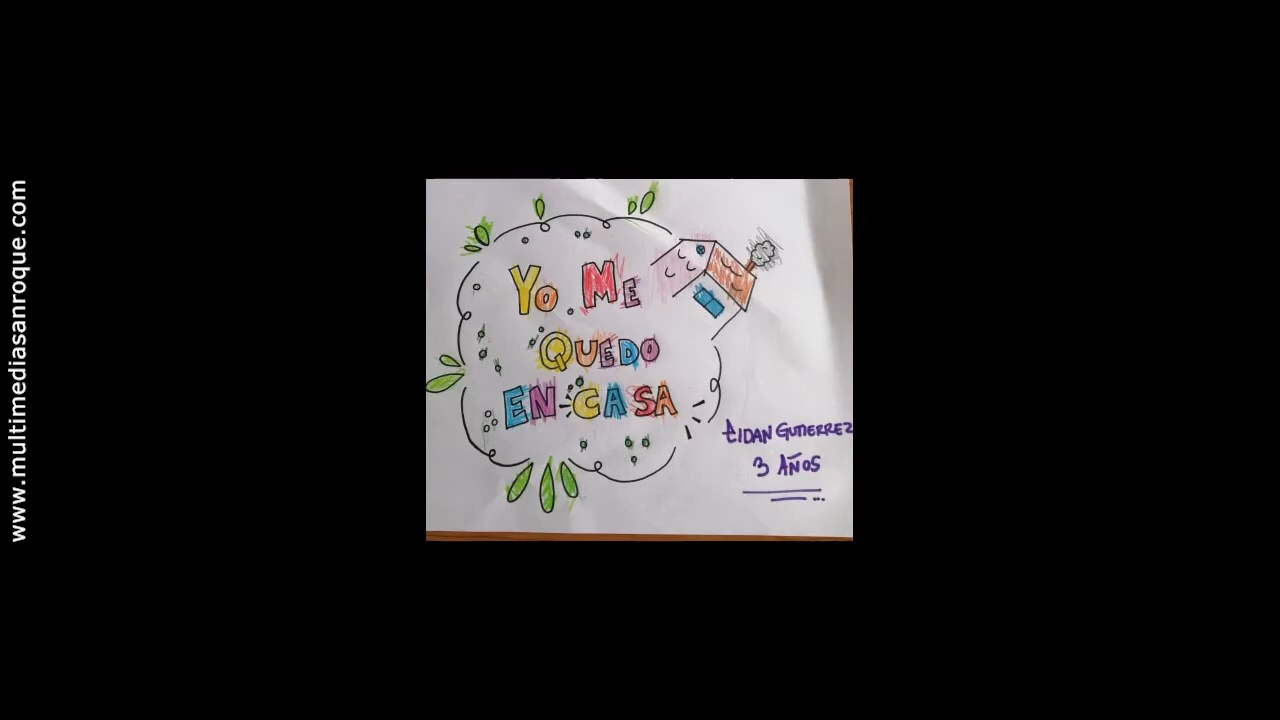 www.multimediasanroque.com
YO ME
QUEDO
EN CASA
EIDAN GUTIERREZ
3 AÑOS